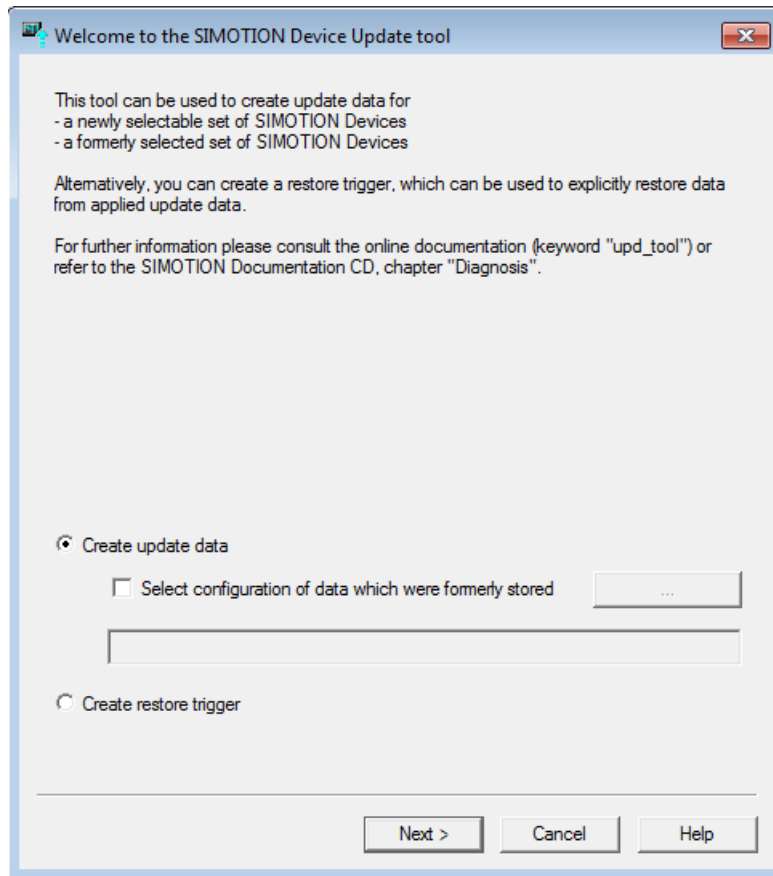 Welcome to the SIMOTION Device Update tool
This tool can be used to create update data for
- a newly selectable set of SIMOTION Devices
- a formerly selected set of SIMOTION Devices
Alternatively, you can create a restore trigger, which can be used to explicitly restore data
from applied update data.
For further information please consult the online documentation (keyword "upd_tool") or
refer to the SIMOTION Documentation CD, chapter "Diagnosis".
Create update data
Select configuration of data which were formerly stored
...
Create restore trigger
Next >
Cancel
Help